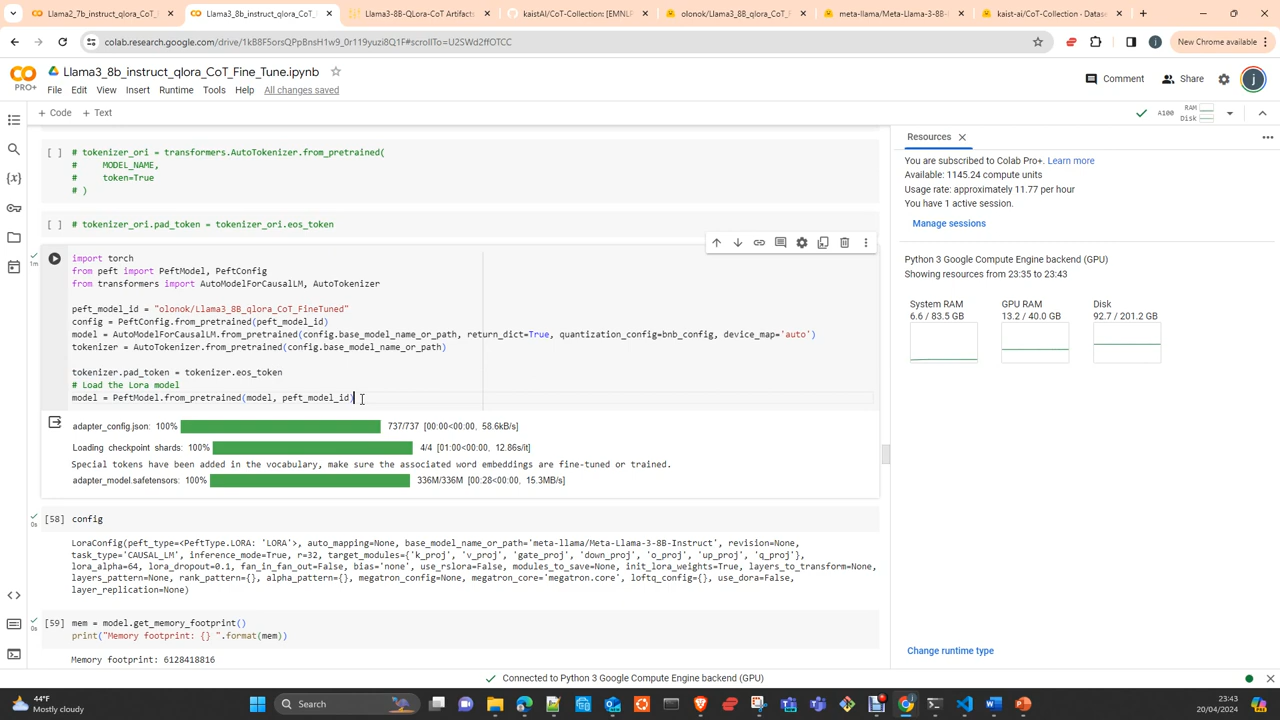 Llama2_7b_instruct_qlora_CoT_F
Llama3_8b_instruct_qlora_CoT_F
Llama3-8B-QLora-CoT Artifacts
kaistAI/CoT-Collection: [EMNLP
olonok/Llama3_8B_qlora_CoT_F
meta-llama/Meta-Llama-3-8B-
kaist-ai/CoT-Collection · Datase
colab.research.google.com/drive/1kB8F5orsQPpBnsH1w9_0r119yuzi8Q1F#scrollTo=U2SWd2ffOTCC
New Chrome available
CO
PRO+
Llama3_8b_instruct_qlora_CoT_Fine_Tune.ipynb
File Edit View Insert Runtime Tools Help All changes saved
Comment
Share
j
+ Code + Text
A100
RAM
Disk
[ ] # tokenizer_ori = transformers.AutoTokenizer.from_pretrained(
# MODEL_NAME,
# token=True
# )
[ ] # tokenizer_ori.pad_token = tokenizer_ori.eos_token
1m
import torch
from peft import PeftModel, PeftConfig
from transformers import AutoModelForCausalLM, AutoTokenizer
peft_model_id = "olonok/Llama3_8B_qlora_CoT_FineTuned"
config = PeftConfig.from_pretrained(peft_model_id)
model = AutoModelForCausalLM.from_pretrained(config.base_model_name_or_path, return_dict=True, quantization_config=bnb_config, device_map='auto')
tokenizer = AutoTokenizer.from_pretrained(config.base_model_name_or_path)
tokenizer.pad_token = tokenizer.eos_token
# Load the Lora model
model = PeftModel.from_pretrained(model, peft_model_id)
adapter_config.json: 100% 737/737 [00:00<00:00, 58.6kB/s]
Loading checkpoint shards: 100% 4/4 [01:00<00:00, 12.86s/it]
Special tokens have been added in the vocabulary, make sure the associated word embeddings are fine-tuned or trained.
adapter_model.safetensors: 100% 336M/336M [00:28<00:00, 15.3MB/s]
0s
[58] config
LoraConfig(peft_type=<PeftType.LORA: 'LORA'>, auto_mapping=None, base_model_name_or_path='meta-llama/Meta-Llama-3-8B-Instruct', revision=None,
task_type='CAUSAL_LM', inference_mode=True, r=32, target_modules={'k_proj', 'v_proj', 'gate_proj', 'down_proj', 'o_proj', 'up_proj', 'q_proj'},
lora_alpha=64, lora_dropout=0.1, fan_in_fan_out=False, bias='none', use_rslora=False, modules_to_save=None, init_lora_weights=True, layers_to_transform=None,
layers_pattern=None, rank_pattern={}, alpha_pattern={}, megatron_config=None, megatron_core='megatron.core', loftq_config={}, use_dora=False,
layer_replication=None)
0s
[59] mem = model.get_memory_footprint()
print("Memory footprint: {} ".format(mem))
Memory footprint: 6128418816
Resources
You are subscribed to Colab Pro+. Learn more
Available: 1145.24 compute units
Usage rate: approximately 11.77 per hour
You have 1 active session.
Manage sessions
Python 3 Google Compute Engine backend (GPU)
Showing resources from 23:35 to 23:43
System RAM
6.6 / 83.5 GB
GPU RAM
13.2 / 40.0 GB
Disk
92.7 / 201.2 GB
Change runtime type
Connected to Python 3 Google Compute Engine backend (GPU)
44°F
Mostly cloudy
Search
23:43
20/04/2024